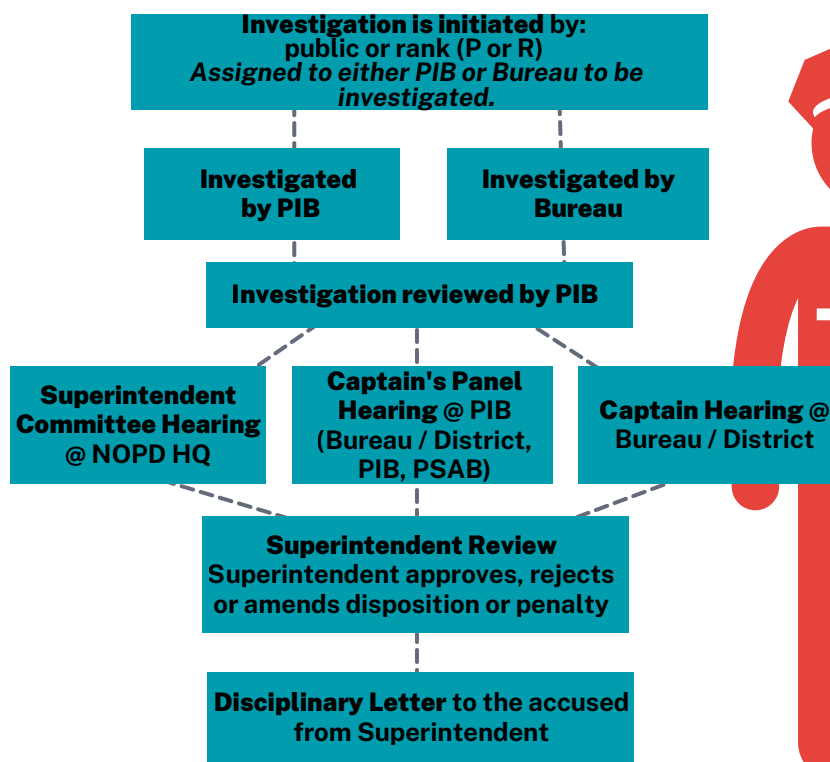 Investigation is initiated by:
public or rank (P or R)
Assigned to either PIB or Bureau to be
investigated.
Investigated
by PIB
Investigated by
Bureau
Investigation reviewed by PIB
Superintendent
Committee Hearing
@ NOPD HQ
Captain's Panel
Hearing @ PIB
(Bureau / District,
PIB, PSAB)
Captain Hearing @
Bureau / District
Superintendent Review
Superintendent approves, rejects
or amends disposition or penalty
Disciplinary Letter to the accused
from Superintendent